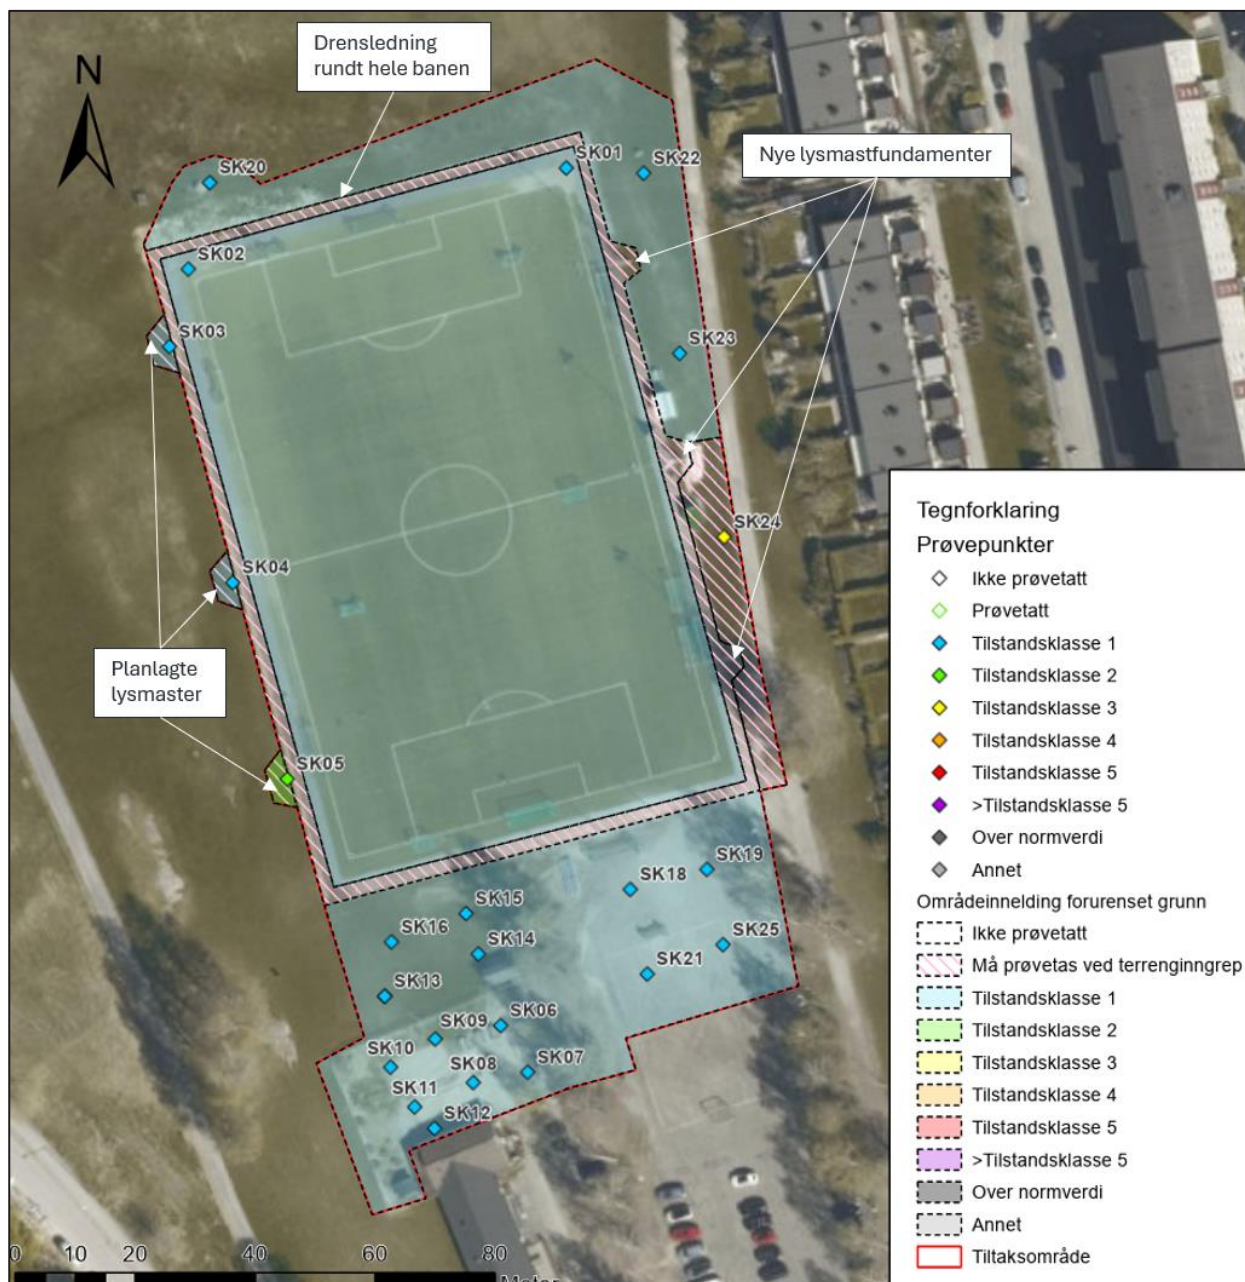 Drensledning
rundt hele banen
N
SK01
Nye lysmastfundamenter
SK22
SK20
SK02
SK03
SK23
SK24
SK04
Planlagte
lysmaster
SK05
SK19
SK18
SK15
SK16
SK14
SK25
SK21
SK13
SK06
SK09
SK10
SK07
SK08
SK11
SK12
0 10 20 40 60 80
Meter
Tegnforklaring
Prøvepunkter
Ikke prøvetatt
Prøvetatt
Tilstandsklasse 1
Tilstandsklasse 2
Tilstandsklasse 3
Tilstandsklasse 4
Tilstandsklasse 5
>Tilstandsklasse 5
Over normverdi
Annet
Områdeinnelding forurenset grunn
Ikke prøvetatt
Må prøvetas ved terrenginngrep
Tilstandsklasse 1
Tilstandsklasse 2
Tilstandsklasse 3
Tilstandsklasse 4
Tilstandsklasse 5
>Tilstandsklasse 5
Over normverdi
Annet
Tiltaksområde